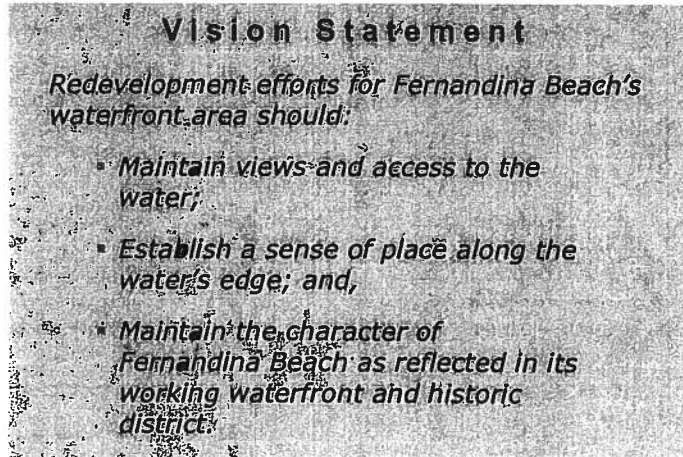 Vision Statement
Redevelopment efforts for Fernandina Beach's
waterfront area should:
▪ Maintain views and access to the
water;
▪ Establish a sense of place along the
water's edge; and,
▪ Maintain the character of
Fernandina Beach as reflected in its
working waterfront and historic
district.